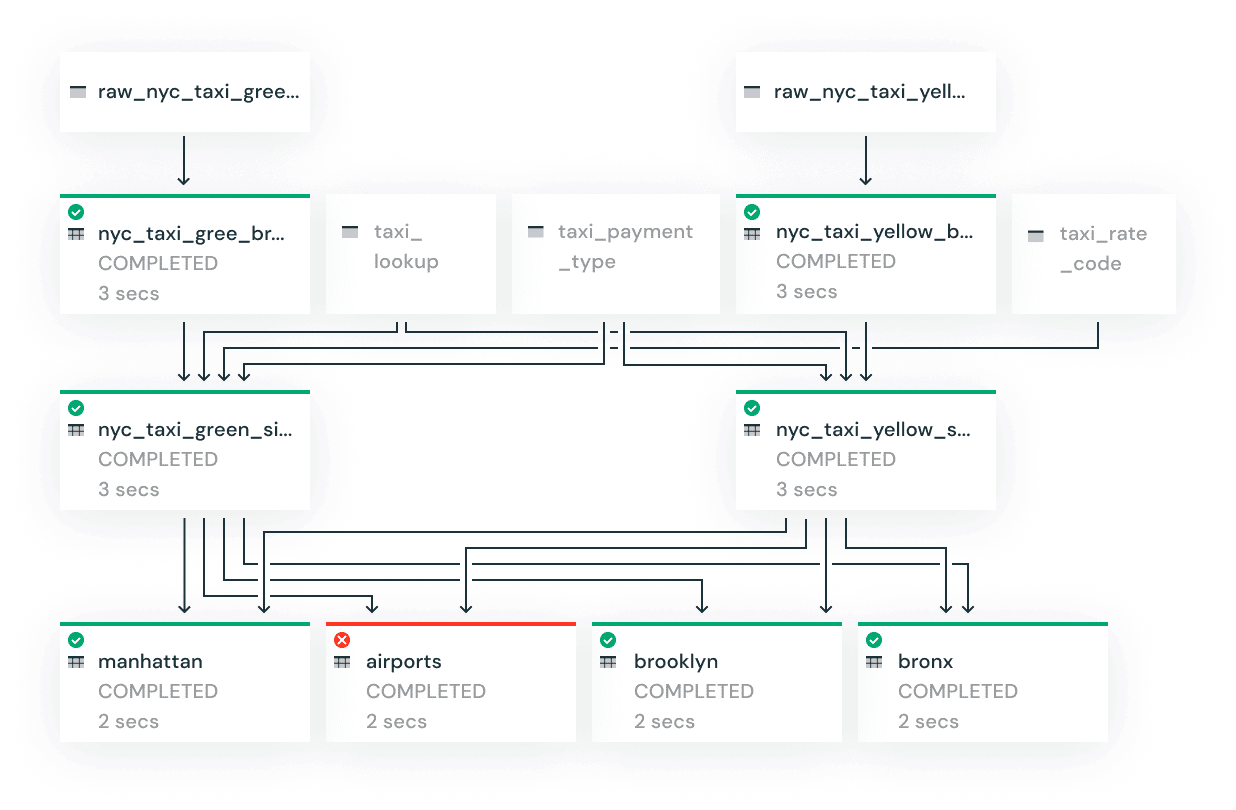 raw_nyc_taxi_gree...
raw_nyc_taxi_yell...
nyc_taxi_gree_br...
COMPLETED
3 secs
taxi_
lookup
taxi_payment
_type
nyc_taxi_yellow_b...
COMPLETED
3 secs
taxi_rate
_code
nyc_taxi_green_si...
COMPLETED
3 secs
nyc_taxi_yellow_s...
COMPLETED
3 secs
manhattan
COMPLETED
2 secs
airports
COMPLETED
2 secs
brooklyn
COMPLETED
2 secs
bronx
COMPLETED
2 secs